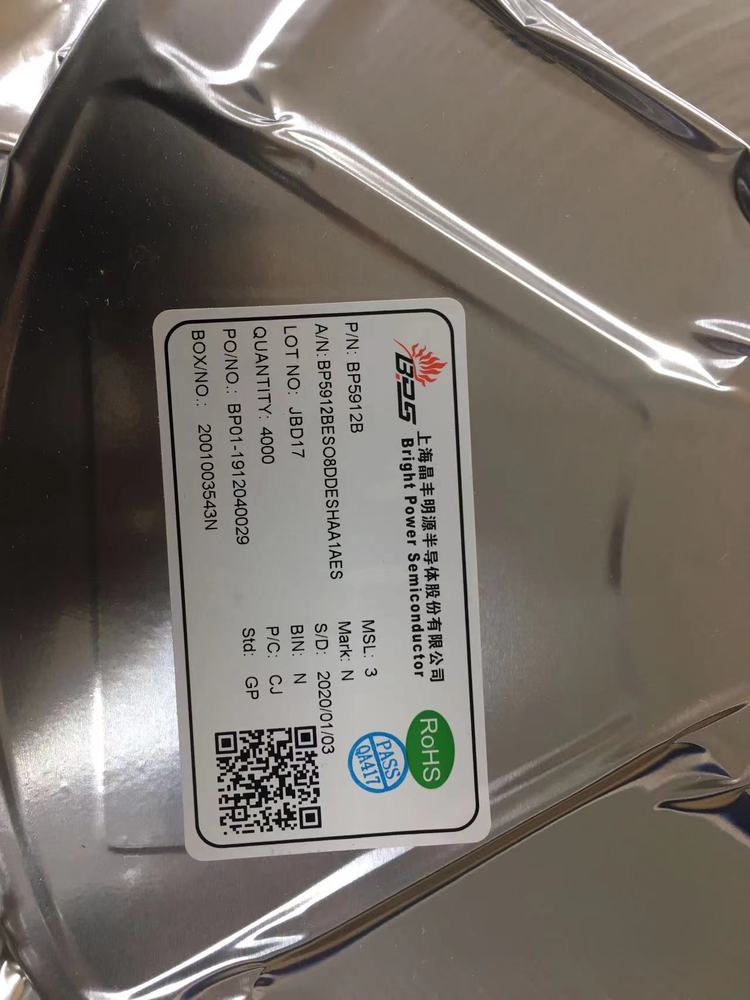 BPS
上海晶丰明源半导体股份有限公司
Bright Power Semiconductor
RoHS
P/N: BP5912B
MSL: 3
PASS
QA417
A/N: BP5912BESO8DDESHAA1AES
Mark: N
LOT NO: JBD17
S/D: 2020/01/03
QUANTITY: 4000
BIN: N
PO/NO.: BP01-1912040029
P/C: CJ
BOX/NO.: 2001003543N
Std: GP